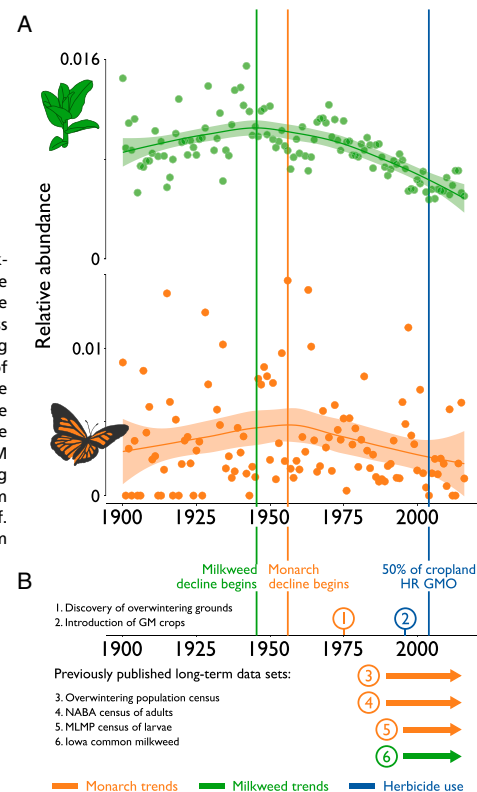 A
0.016
0
0.01
0
Relative abundance
1900 1925 1950 1975 2000
Milkweed decline begins
Monarch decline begins
50% of cropland HR GMO
B
1. Discovery of overwintering grounds
2. Introduction of GM crops
1 2
1900 1925 1950 1975 2000
Previously published long-term data sets:
3. Overwintering population census
4. NABA census of adults
5. MLMP census of larvae
6. Iowa common milkweed
3
4
5
6
Monarch trends Milkweed trends Herbicide use